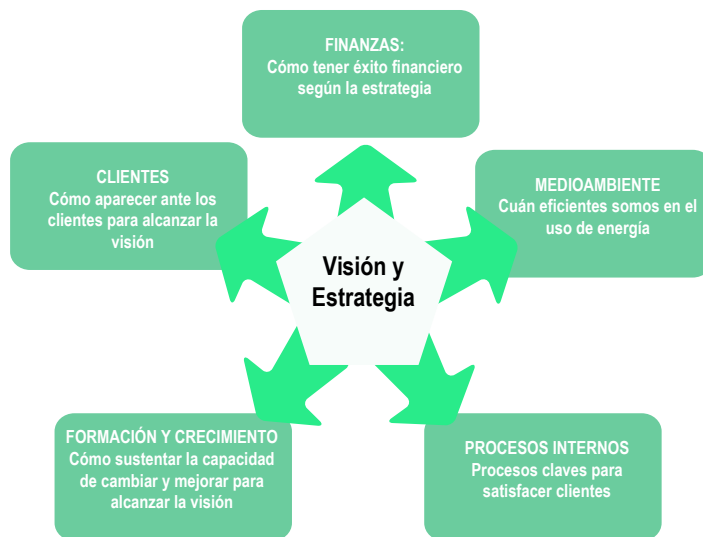 FINANZAS:
Cómo tener éxito financiero
según la estrategia
CLIENTES
Cómo aparecer ante los
clientes para alcanzar la
visión
MEDIOAMBIENTE
Cuán eficientes somos en el
uso de energía
Visión y
Estrategia
FORMACIÓN Y CRECIMIENTO
Cómo sustentar la capacidad
de cambiar y mejorar para
alcanzar la visión
PROCESOS INTERNOS
Procesos claves para
satisfacer clientes